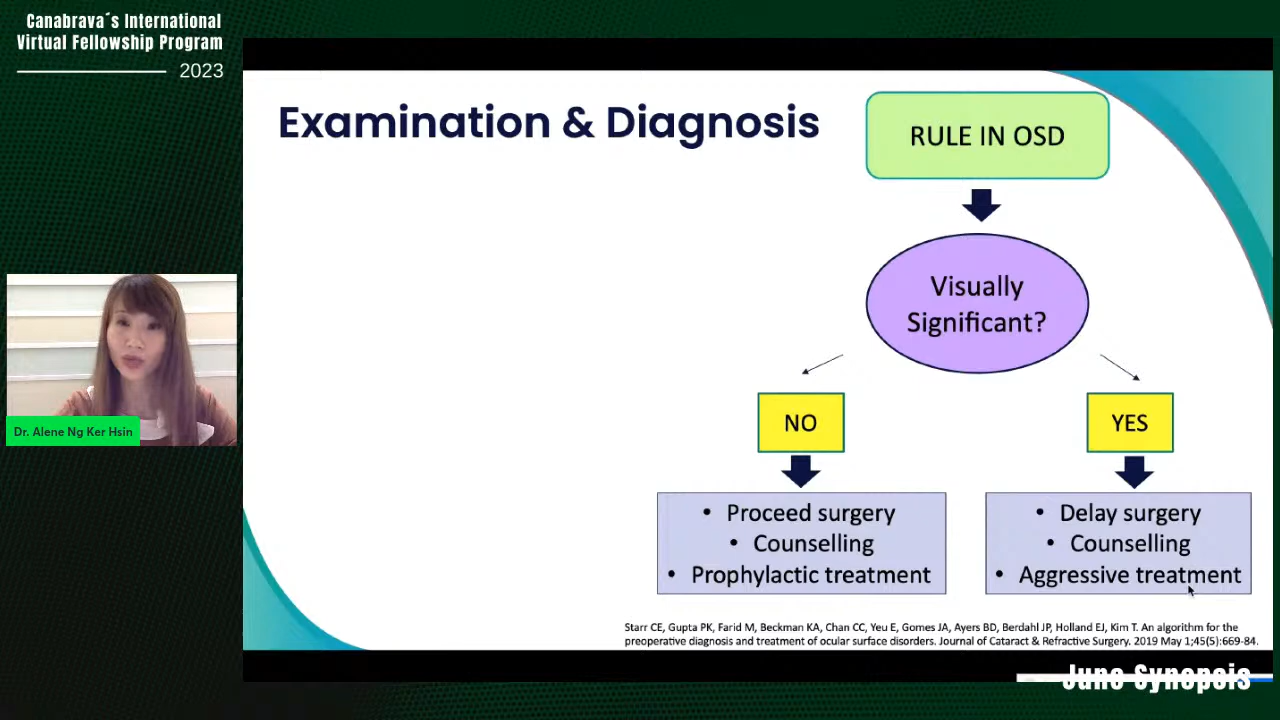 Canabrava´s International
Virtual Fellowship Program
2023
Examination & Diagnosis
RULE IN OSD
Visually
Significant?
NO
YES
• Proceed surgery
• Counselling
• Prophylactic treatment
• Delay surgery
• Counselling
• Aggressive treatment
Dr. Alene Ng Ker Hsin
Starr CE, Gupta PK, Farid M, Beckman KA, Chan CC, Yeu E, Gomes JA, Ayers BD, Berdahl JP, Holland EJ, Kim T. An algorithm for the
preoperative diagnosis and treatment of ocular surface disorders. Journal of Cataract & Refractive Surgery. 2019 May 1;45(5):669-84.
June Synopsis